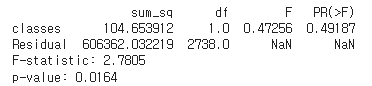 sum_sq df F PR(>F)
classes 104.653912 1.0 0.47256 0.49187
Residual 606362.032219 2738.0 NaN NaN
F-statistic: 2.7805
p-value: 0.0164